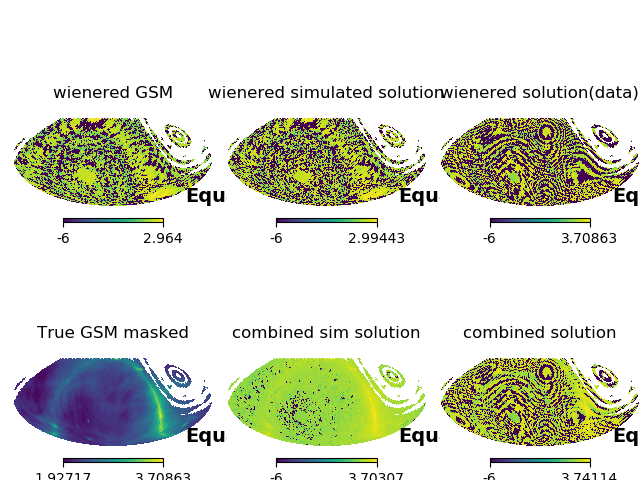 wienered GSM
wienered simulated solution
wienered solution(data)
Equ
Equ
Eq
-6
2.964
-6
2.99443
-6
3.70863
True GSM masked
combined sim solution
combined solution
Equ
Equ
Eq
1.92717
3.70863
-6
3.70307
-6
3.74114